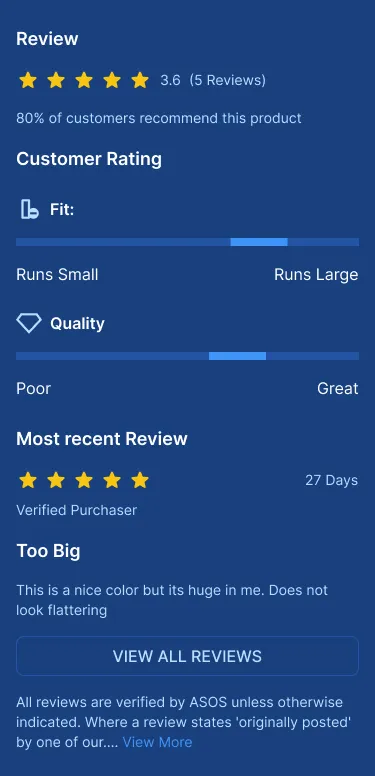 Review
3.6 (5 Reviews)
80% of customers recommend this product
Customer Rating
Fit:
Runs Small Runs Large
Quality
Poor Great
Most recent Review
27 Days
Verified Purchaser
Too Big
This is a nice color but its huge in me. Does not
look flattering
VIEW ALL REVIEWS
All reviews are verified by ASOS unless otherwise
indicated. Where a review states 'originally posted'
by one of our.... View More